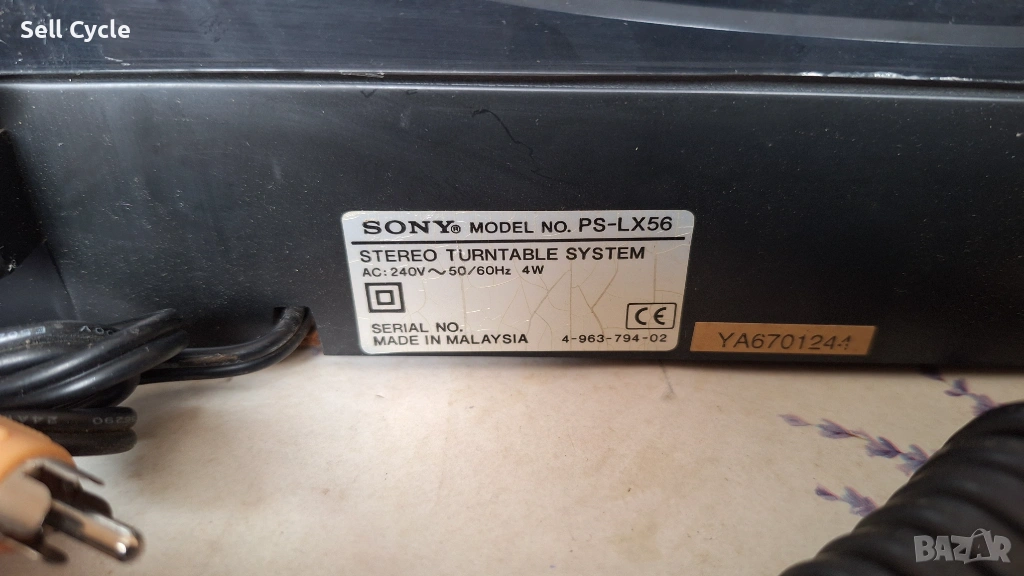 Sell Cycle
SONY® MODEL NO. PS-LX56
STEREO TURNTABLE SYSTEM
AC: 240V ~ 50/60Hz 4W
CE
SERIAL NO.
MADE IN MALAYSIA 4-963-794-02
YA6701244
BAZAR